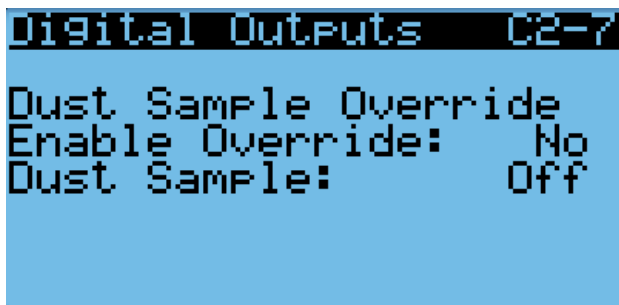 Digital Outputs C2-7
Dust Sample Override
Enable Override: No
Dust Sample: Off